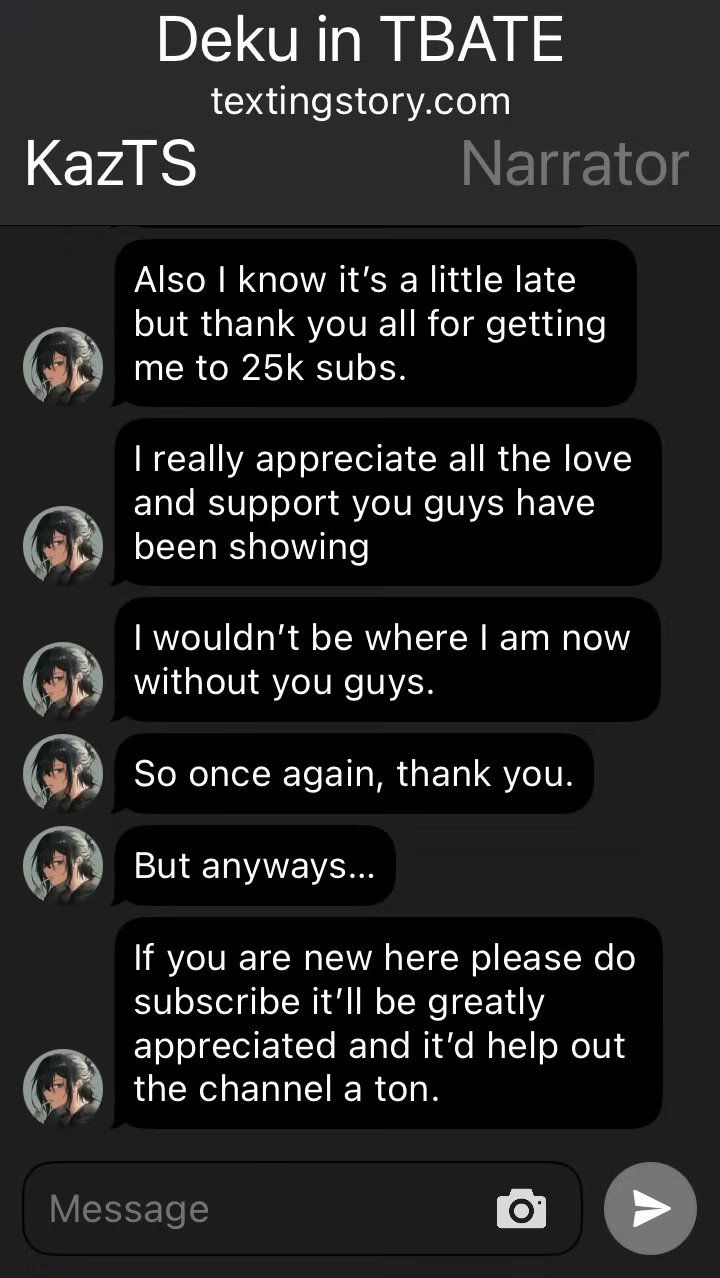 Deku in TBATE
textingstory.com
KazTS
Narrator
Also I know it’s a little late
but thank you all for getting
me to 25k subs.
I really appreciate all the love
and support you guys have
been showing
I wouldn’t be where I am now
without you guys.
So once again, thank you.
But anyways...
If you are new here please do
subscribe it’ll be greatly
appreciated and it’d help out
the channel a ton.
Message